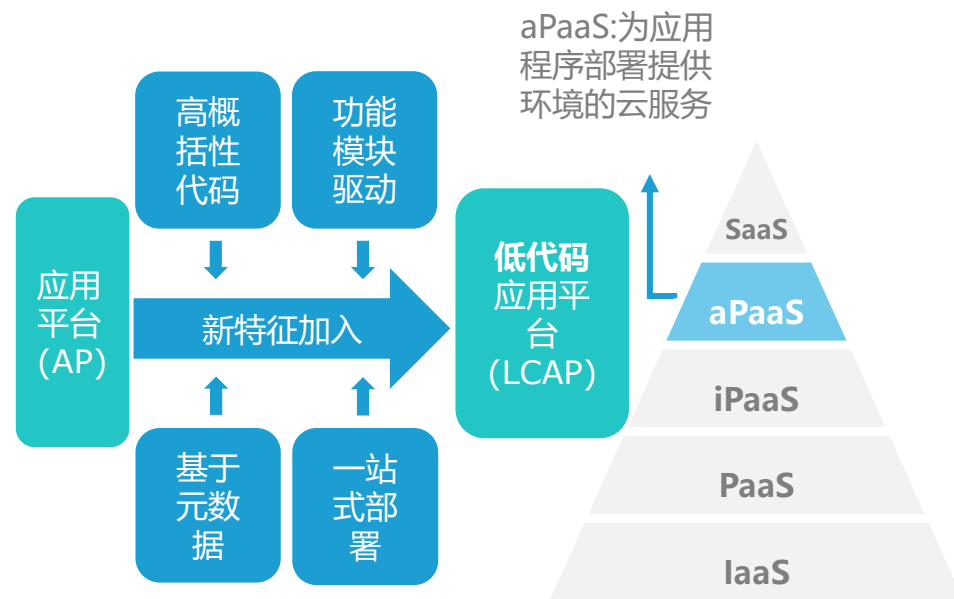 aPaaS:为应用
程序部署提供
环境的云服务
高概
括性
代码
功能
模块
驱动
应用
平台
(AP)
新特征加入
低代码
应用平
台
(LCAP)
基于
元数
据
一站
式部
署
SaaS
aPaaS
iPaaS
PaaS
IaaS